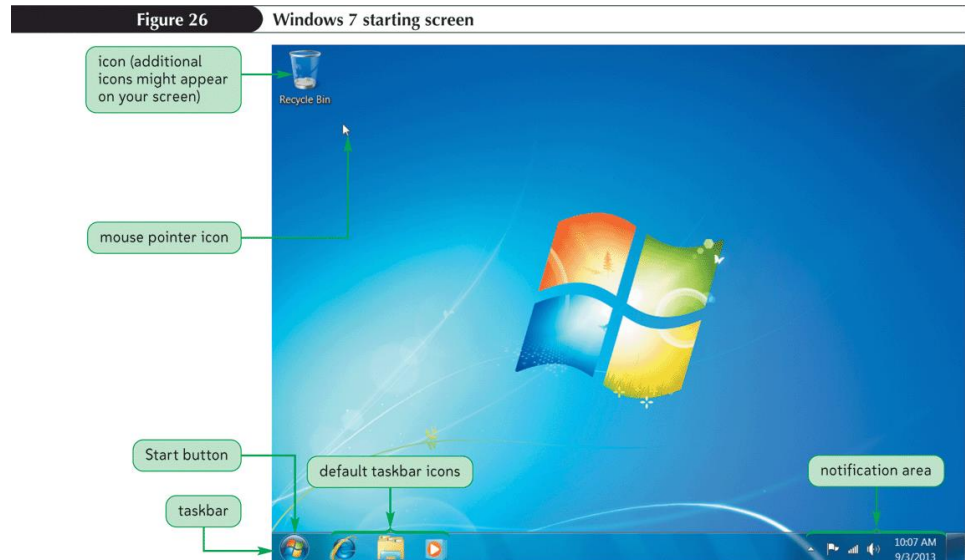 Figure 26
Windows 7 starting screen
icon (additional
icons might appear
on your screen)
Recycle Bin
mouse pointer icon
Start button
default taskbar icons
notification area
taskbar
10:07 AM
9/3/2013